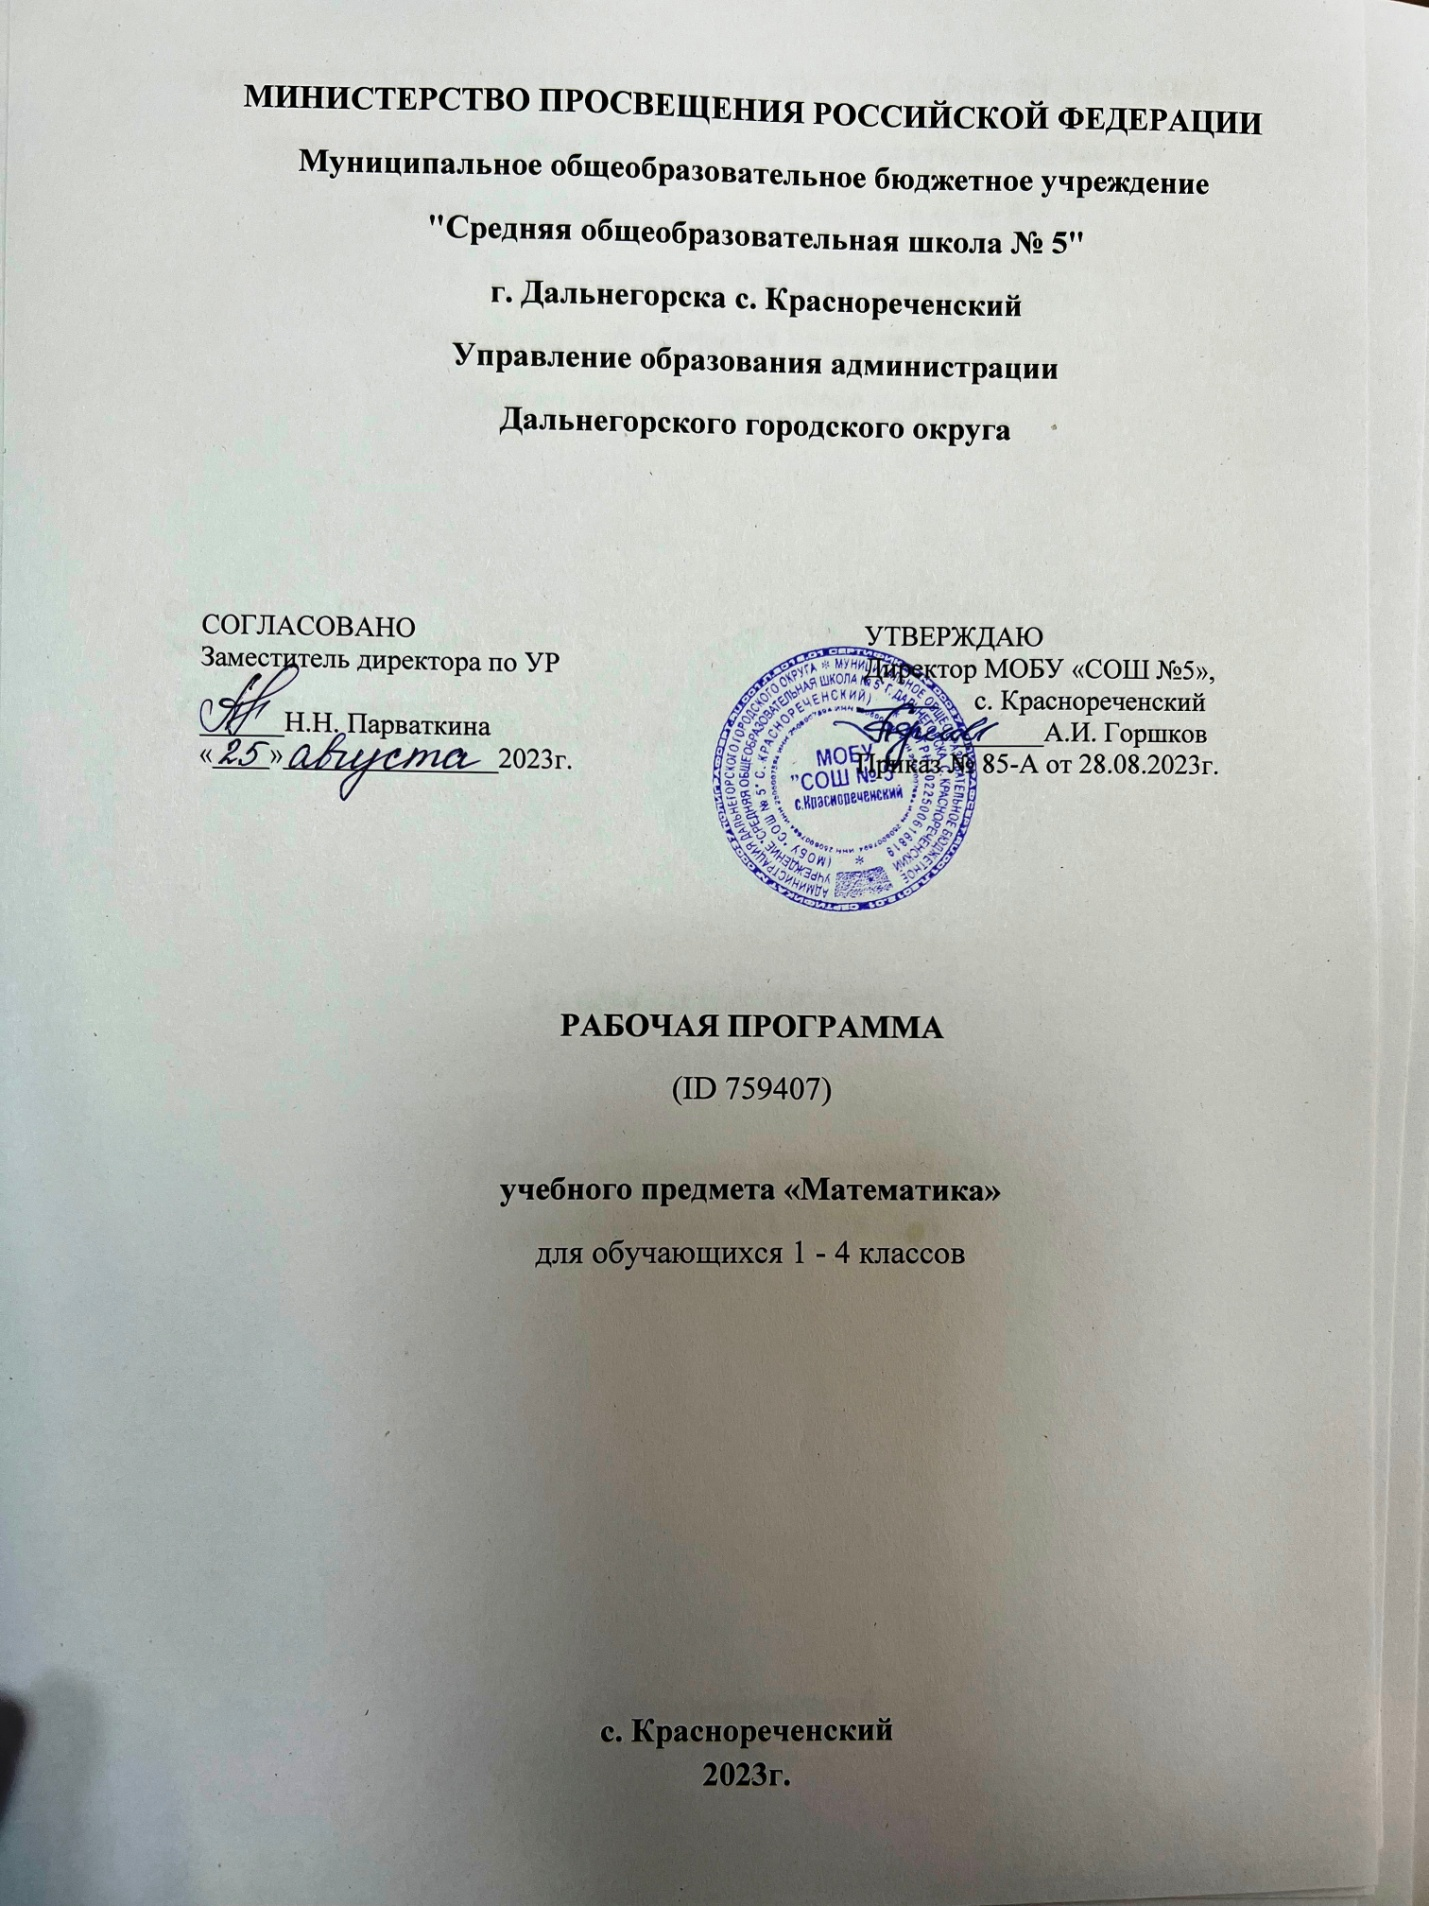 МИНИСТЕРСТВО ПРОСВЕЩЕНИЯ РОССИЙСКОЙ ФЕДЕРАЦИИ
Муниципальное общеобразовательное бюджетное учреждение
"Средняя общеобразовательная школа № 5"
г. Дальнегорска с. Краснореченский
Управление образования администрации
Дальнегорского городского округа
СОГЛАСОВАНО
Заместитель директора по УР
Н.Н. Парваткина
«25» августа 2023г.
УТВЕРЖДАЮ
Директор МОБУ «СОШ №5»,
с. Краснореченский
А.И. Горшков
Приказ № 85-А от 28.08.2023г.
МОБУ
"СОШ № 5"
с.Краснореченский
РАБОЧАЯ ПРОГРАММА
(ID 759407)
учебного предмета «Математика»
для обучающихся 1 - 4 классов
с. Краснореченский
2023г.